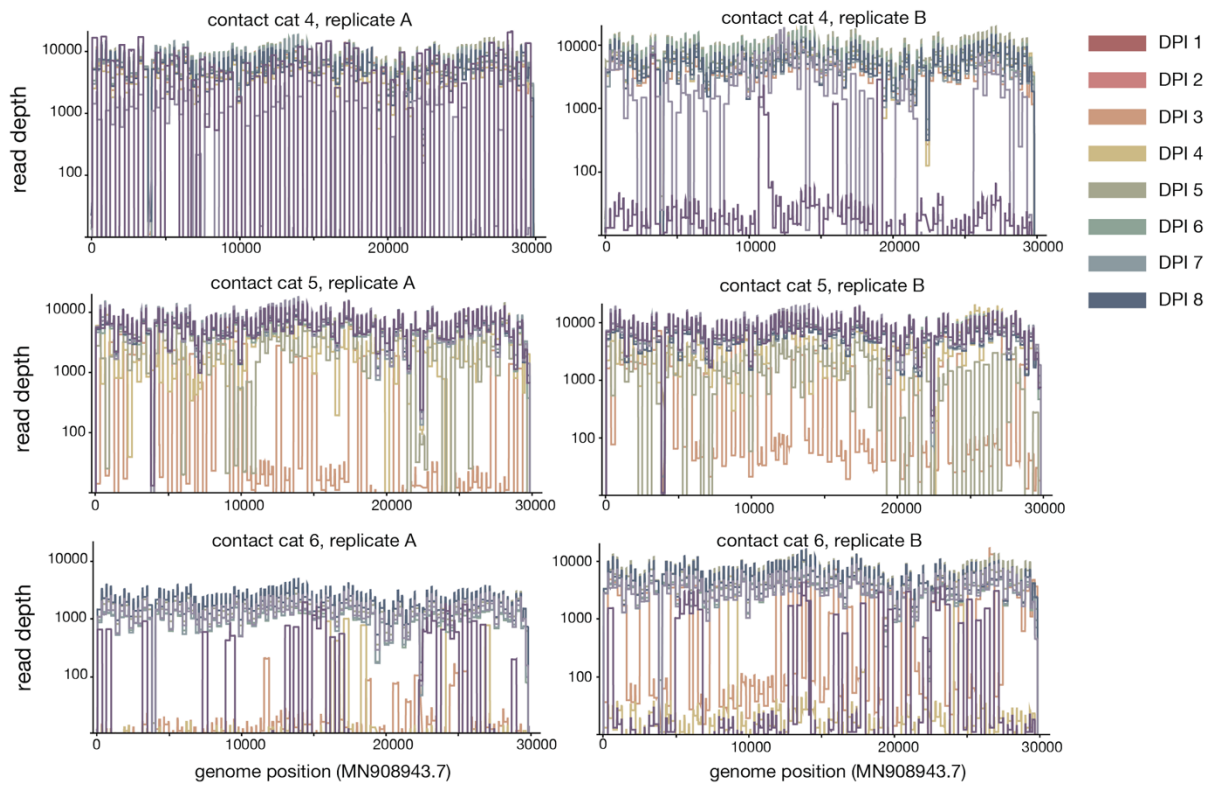 contact cat 4, replicate A
contact cat 4, replicate B
read depth
10000
1000
100
0
10000
20000
30000
10000
1000
100
0
10000
20000
30000
DPI 1
DPI 2
DPI 3
DPI 4
DPI 5
DPI 6
DPI 7
DPI 8
contact cat 5, replicate A
contact cat 5, replicate B
read depth
10000
1000
100
0
10000
20000
30000
10000
1000
100
0
10000
20000
30000
contact cat 6, replicate A
contact cat 6, replicate B
read depth
10000
1000
100
0
10000
20000
30000
10000
1000
100
0
10000
20000
30000
genome position (MN908943.7)
genome position (MN908943.7)